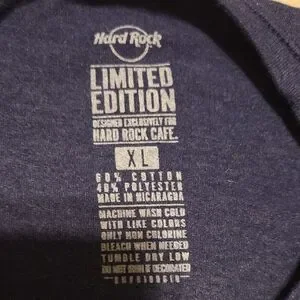 Hard Rock
LIMITED
EDITION
DESIGNED EXCLUSIVELY FOR
HARD ROCK CAFE.
XL
60% COTTON
40% POLYESTER
MADE IN NICARAGUA
MACHINE WASH COLD
WITH LIKE COLORS
ONLY NON CHLORINE
BLEACH WHEN NEEDED
TUMBLE DRY LOW
DO NOT IRON IF DECORATED